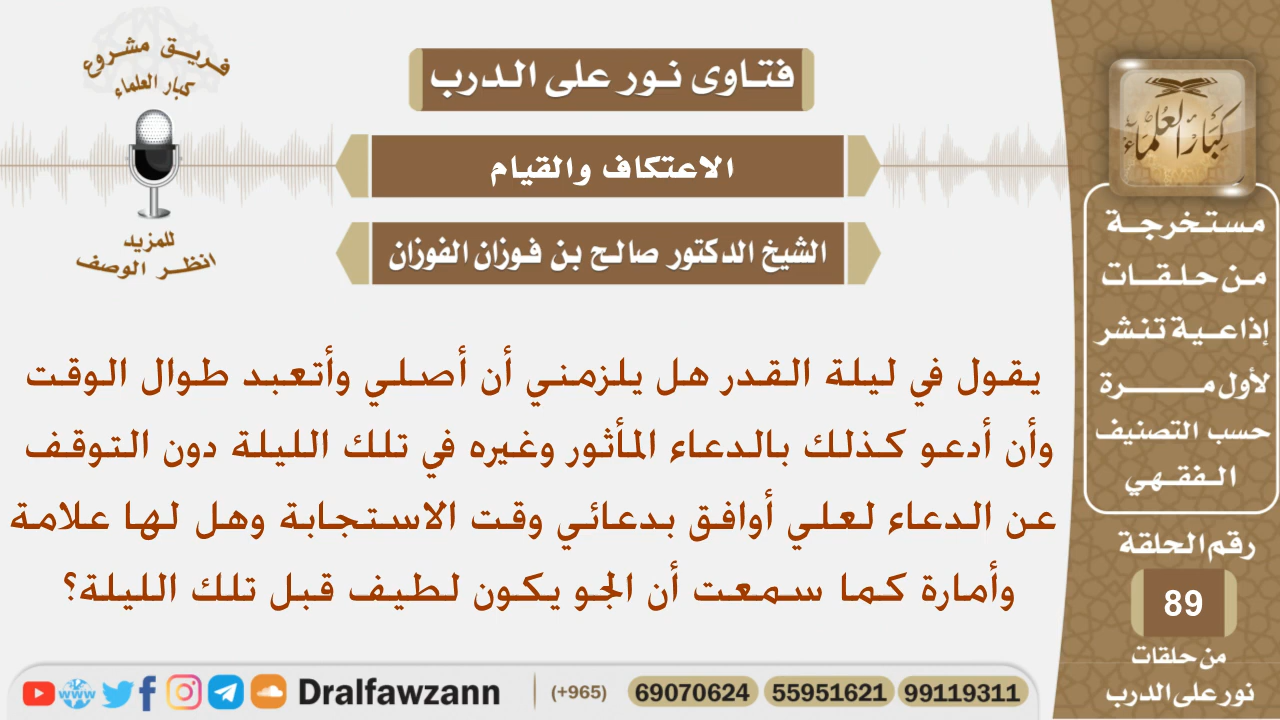 فريق مشروع
كبار العلماء
للمزيد
انظر الوصف
فتاوى نور على الدرب
الاعتكاف والقيام
الشيخ الدكتور صالح بن فوزان الفوزان
يقول في ليلة القدر هل يلزمني أن أصلي وأتعبد طوال الوقت
وأن أدعو كذلك بالدعاء المأثور وغيره في تلك الليلة دون التوقف
عن الدعاء لعلي أوافق بدعائي وقت الاستجابة وهل لها علامة
وأمارة كما سمعت أن الجو يكون لطيف قبل تلك الليلة؟
كبار العلماء
مستخرجة
من حلقات
إذاعية تنشر
لأول مرة
حسب التصنيف
الفقهي
رقم الحلقة
89
من حلقات
نور على الدرب
www Dralfawzann (+965) 69070624 55951621 99119311